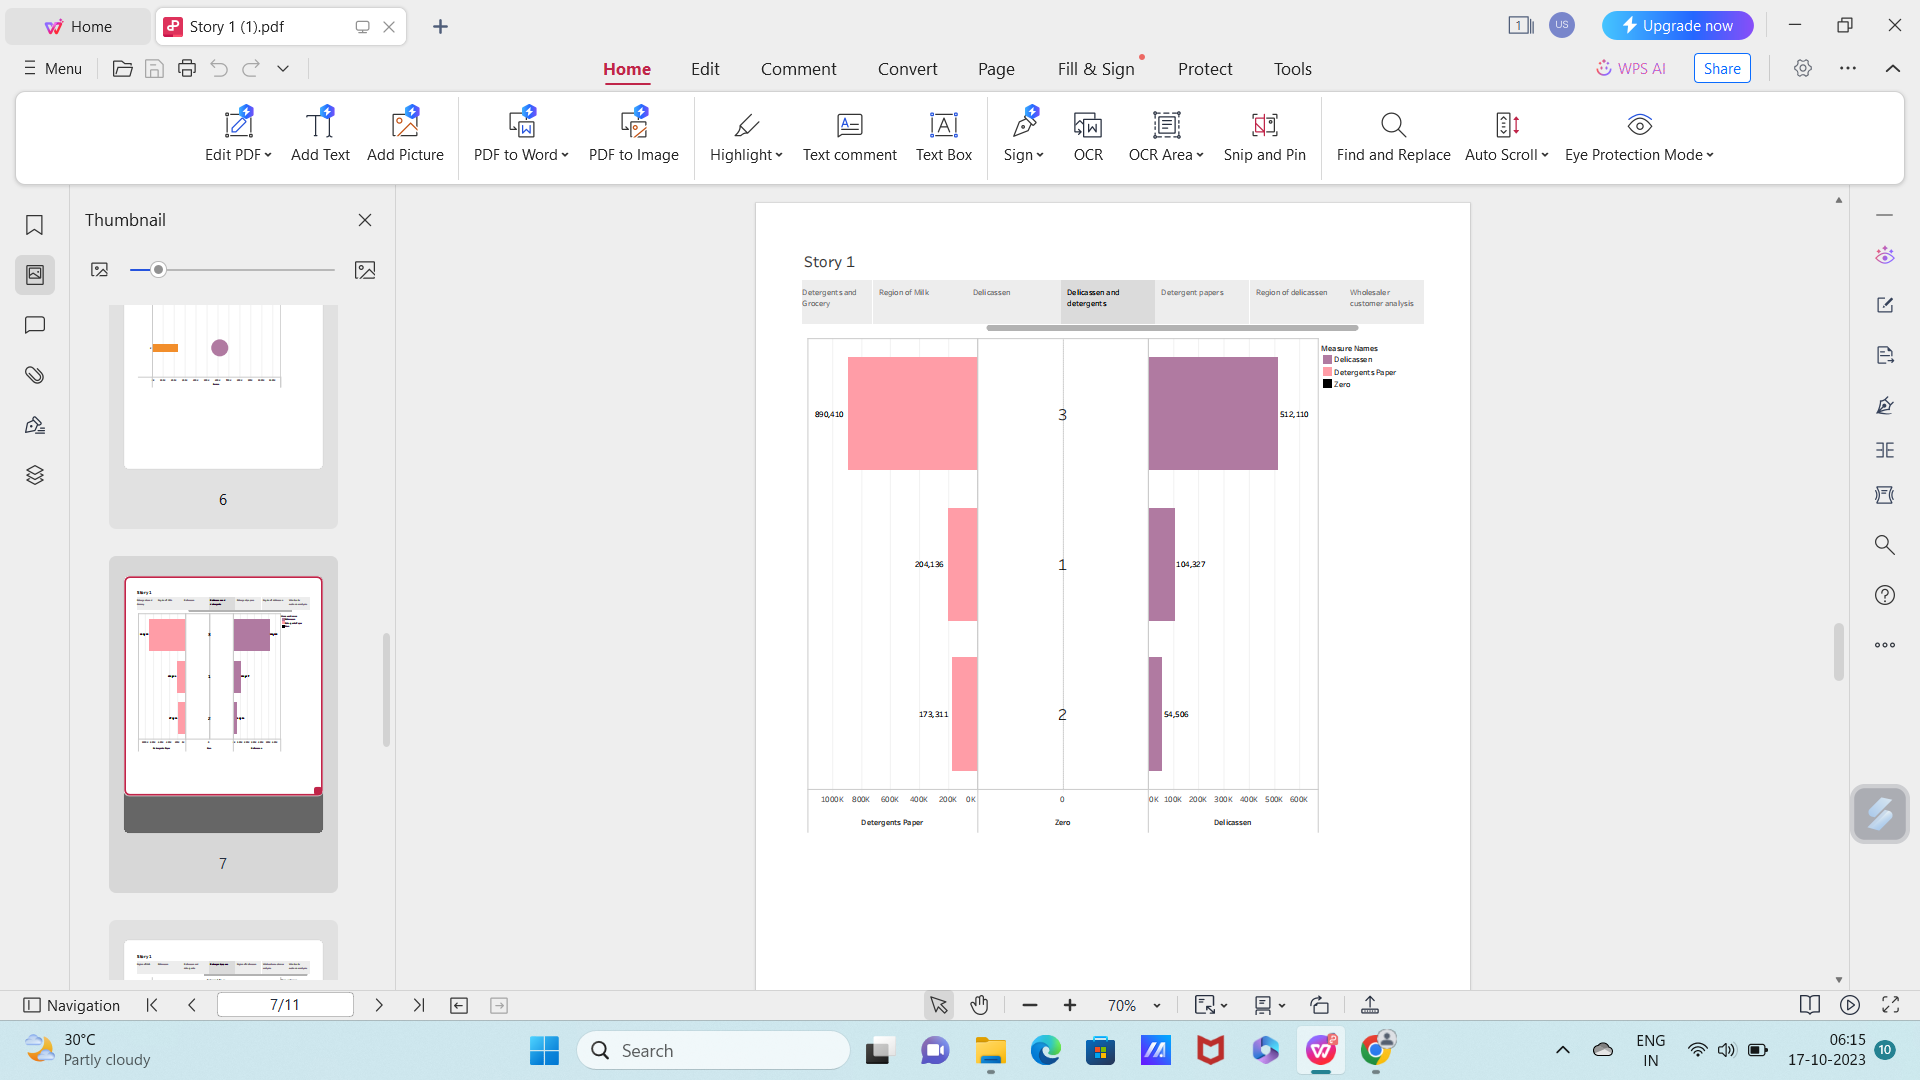 Home
Story 1 (1).pdf
1
US
Upgrade now
Menu
Home
Edit
Comment
Convert
Page
Fill & Sign
Protect
Tools
WPS AI
Share
Edit PDF
Add Text
Add Picture
PDF to Word
PDF to Image
Highlight
Text comment
Text Box
Sign
OCR
OCR Area
Snip and Pin
Find and Replace
Auto Scroll
Eye Protection Mode
Thumbnail
6
Story 1
7
Story 1
Story 1
Detergents and
Grocery
Region of Milk
Delicassen
Delicassen and
detergents
Detergent papers
Region of delicassen
Wholesaler
customer analysis
Measure Names
Delicassen
Detergents Paper
Zero
890,410
3
512,110
204,136
1
104,327
173,311
2
54,506
1000K 800K 600K 400K 200K 0K
0
0K 100K 200K 300K 400K 500K 600K
Detergents Paper
Zero
Delicassen
Navigation
7/11
70%
30°C
Partly cloudy
Search
ENG
IN
06:15
17-10-2023
10